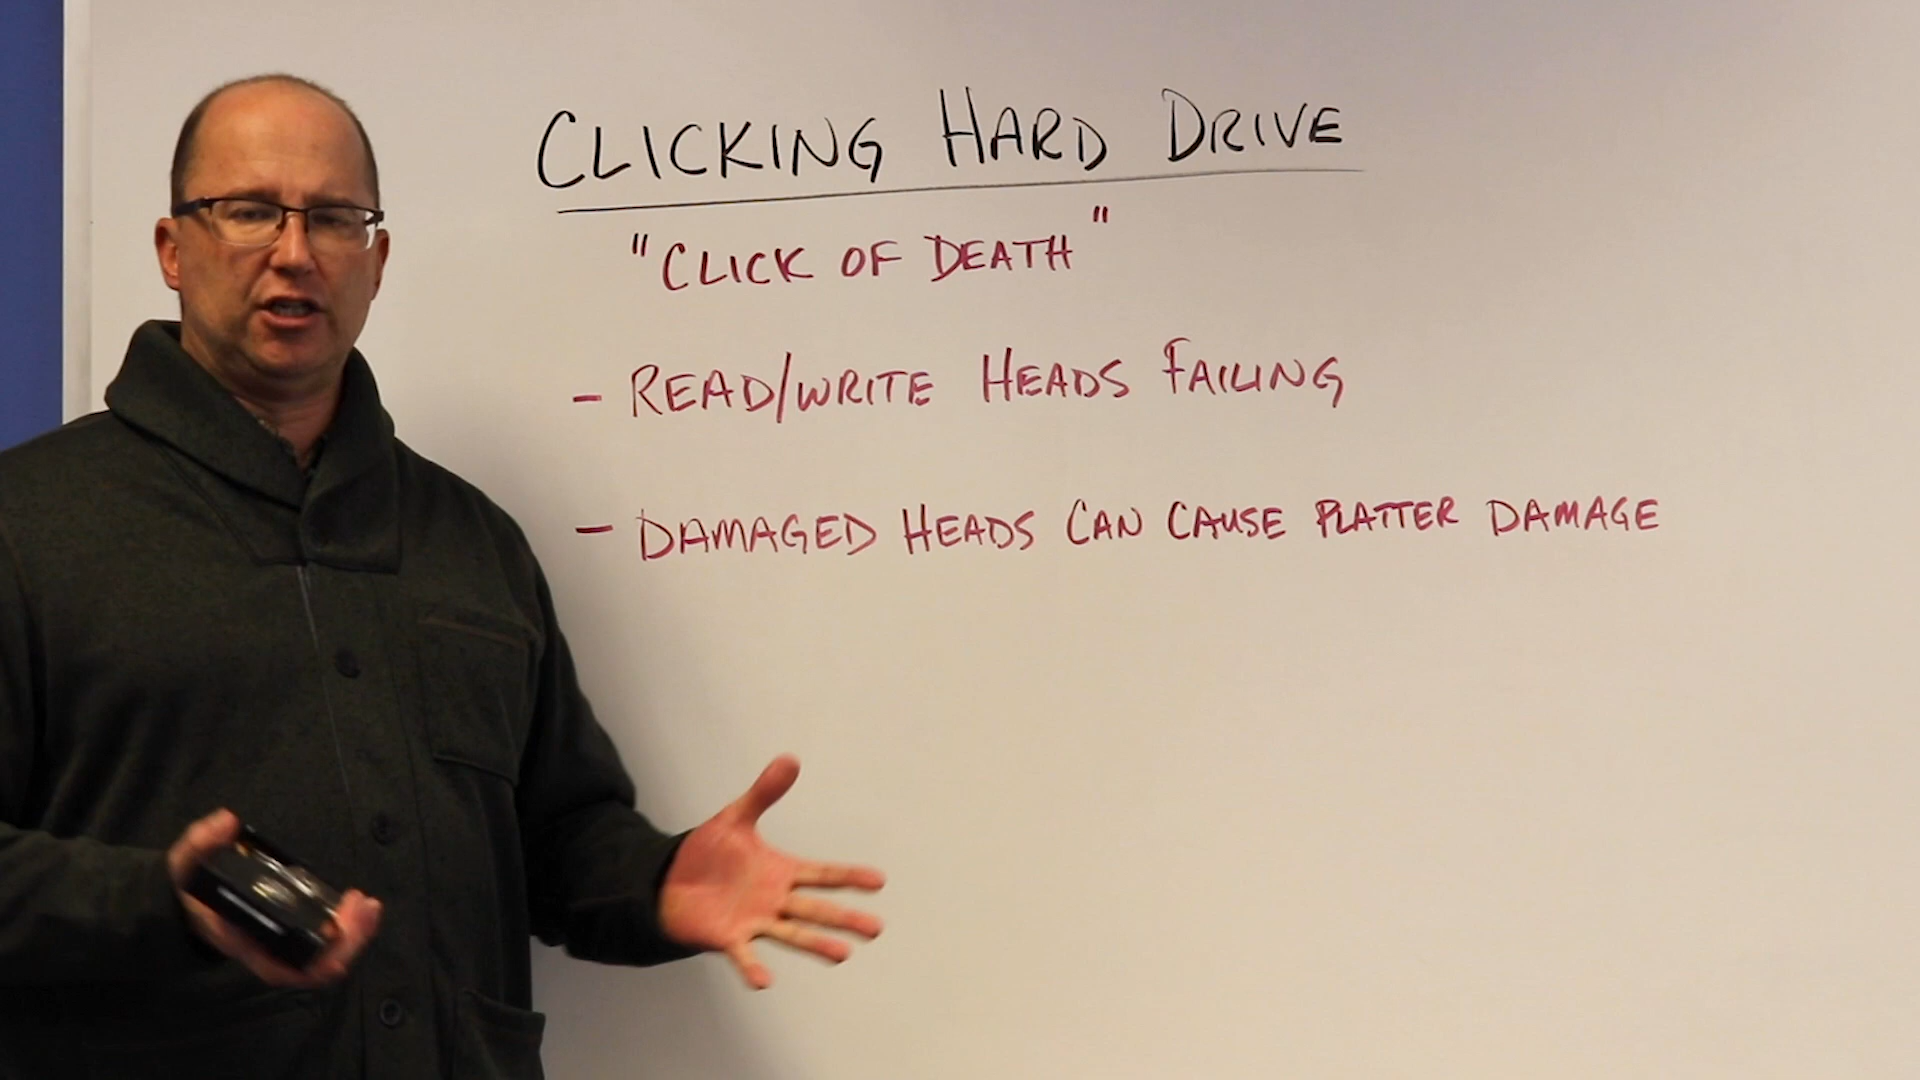 CLICKING HARD DRIVE
"CLICK OF DEATH"
- READ/WRITE HEADS FAILING
- DAMAGED HEADS CAN CAUSE PLATTER DAMAGE